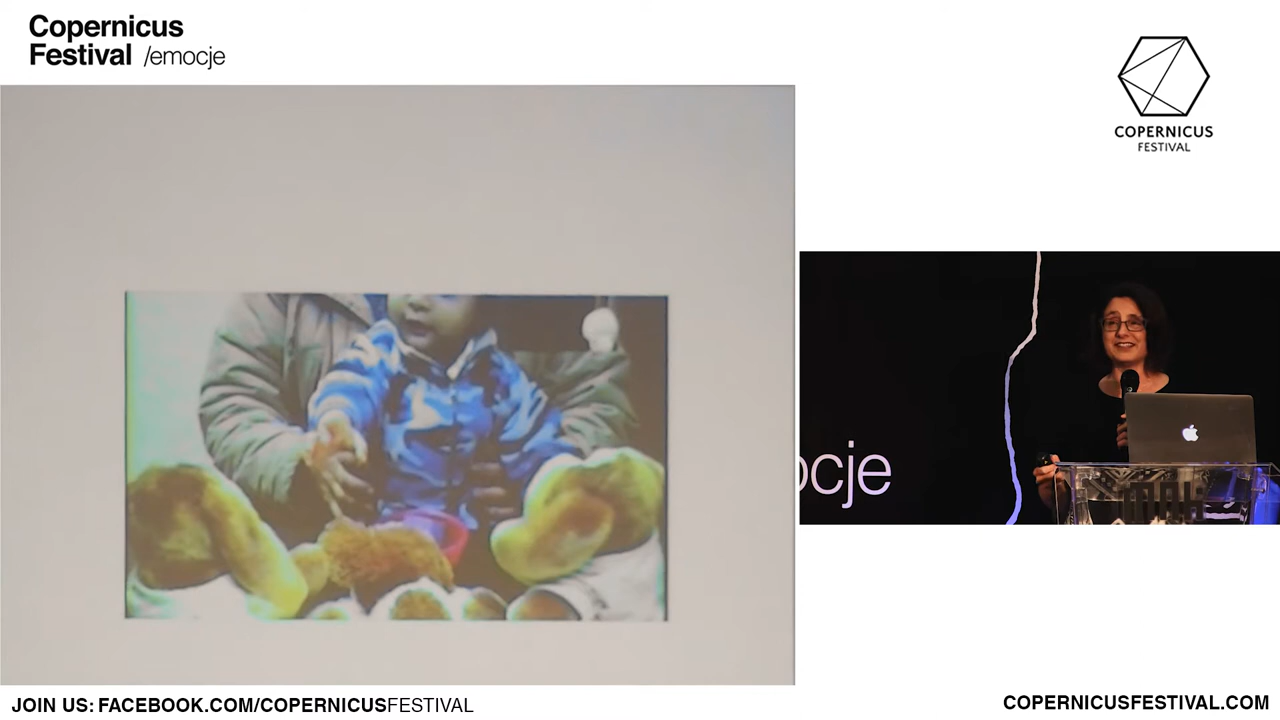 Copernicus
Festival /emocje
COPERNICUS
FESTIVAL
ocje
JOIN US: FACEBOOK.COM/COPERNICUSFESTIVAL
COPERNICUSFESTIVAL.COM